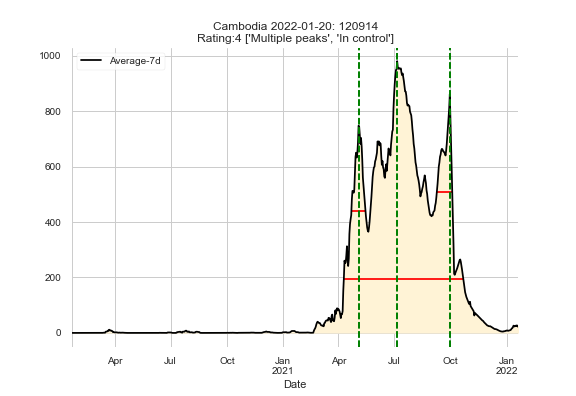 Cambodia 2022-01-20: 120914
Rating:4 ['Multiple peaks', 'In control']
Average-7d
1000
800
600
400
200
0
Apr Jul Oct Jan Apr Jul Oct Jan
2021 2022
Date